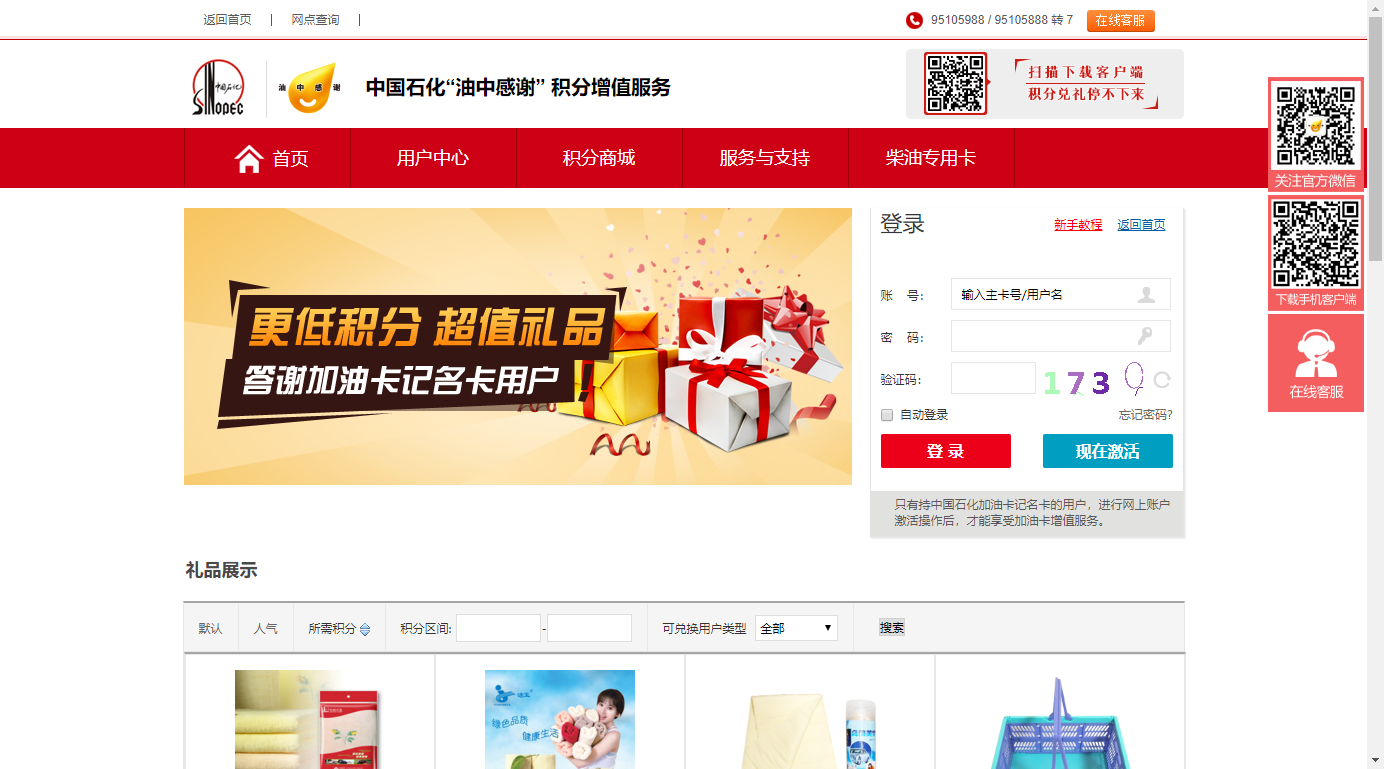 返回首页 | 网点查询 |
95105988 / 95105888 转 7 在线客服
中国石化 SINOPEC
油中感谢
中国石化“油中感谢” 积分增值服务
扫描下载客户端
积分兑礼停不下来
首页 用户中心 积分商城 服务与支持 柴油专用卡
关注官方微信
下载手机客户端
在线客服
更低积分 超值礼品
答谢加油卡记名卡用户!
登录 新手教程 返回首页
账 号: 输入主卡号/用户名
密 码:
验证码: 1739
自动登录 忘记密码?
登 录 现在激活
只有持中国石化加油卡记名卡的用户，进行网上账户
激活操作后，才能享受加油卡增值服务。
礼品展示
默认 人气 所需积分 积分区间: - 可兑换用户类型 全部 搜索
绿色品质
健康生活